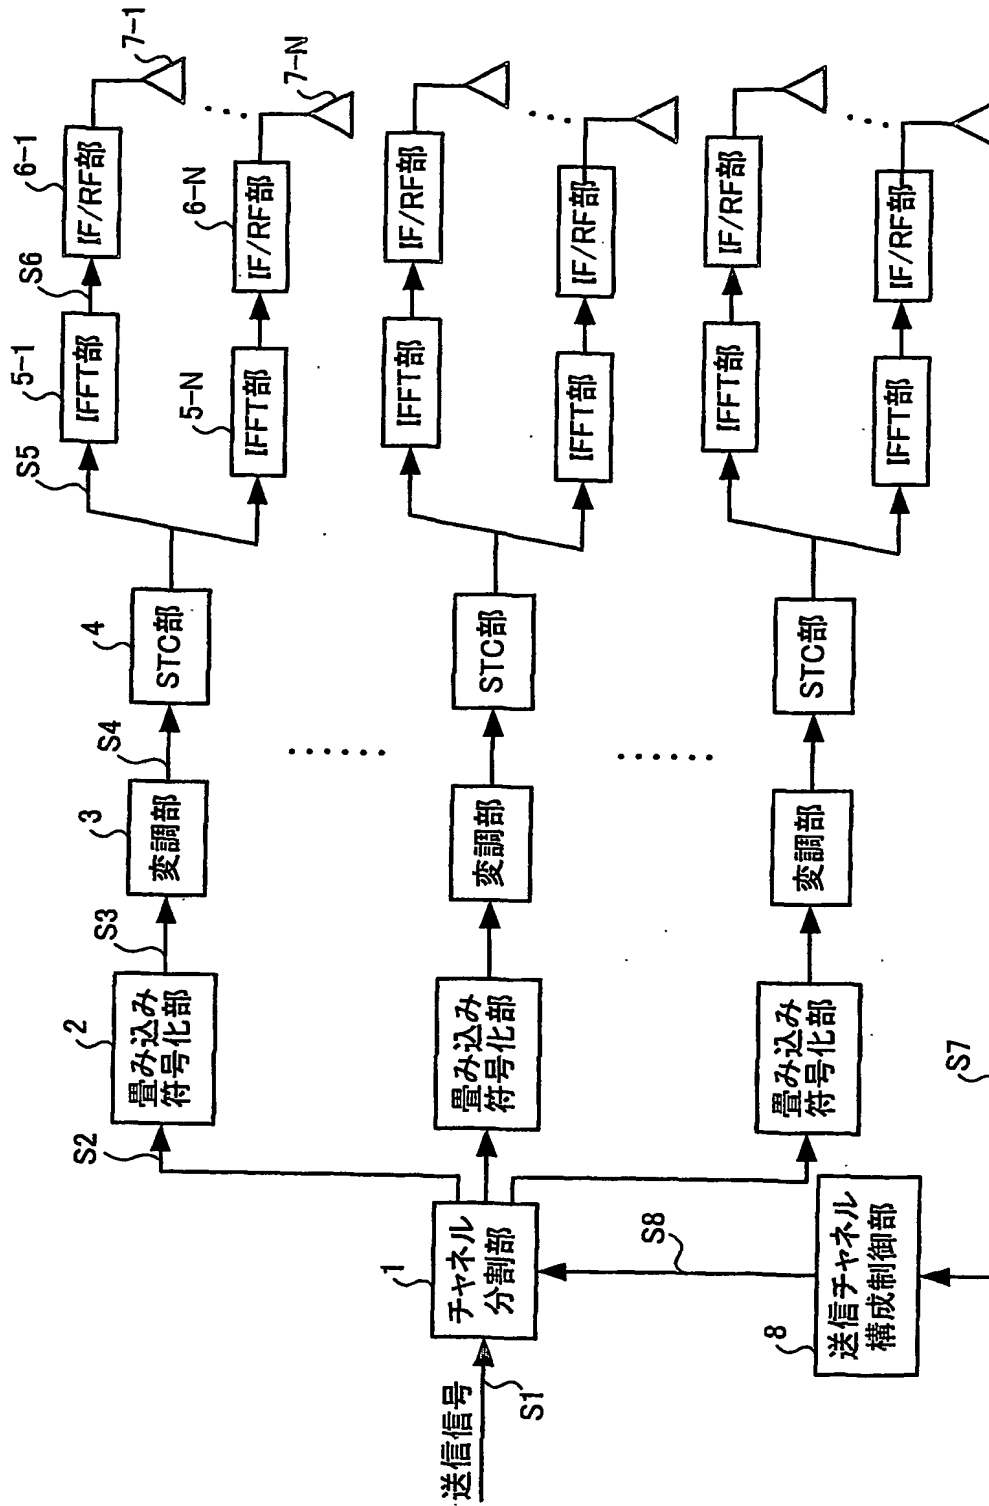 送信信号
S1
1
チャネル
分割部
S8
8
送信チャネル
構成制御部
S7
S2
2
畳み込み
符号化部
S3
3
変調部
S4
4
STC部
S5
5-1
IFFT部
S6
6-1
IF/RF部
7-1
5-N
IFFT部
6-N
IF/RF部
7-N
畳み込み
符号化部
変調部
STC部
IFFT部
IF/RF部
IFFT部
IF/RF部
畳み込み
符号化部
変調部
STC部
IFFT部
IF/RF部
IFFT部
IF/RF部